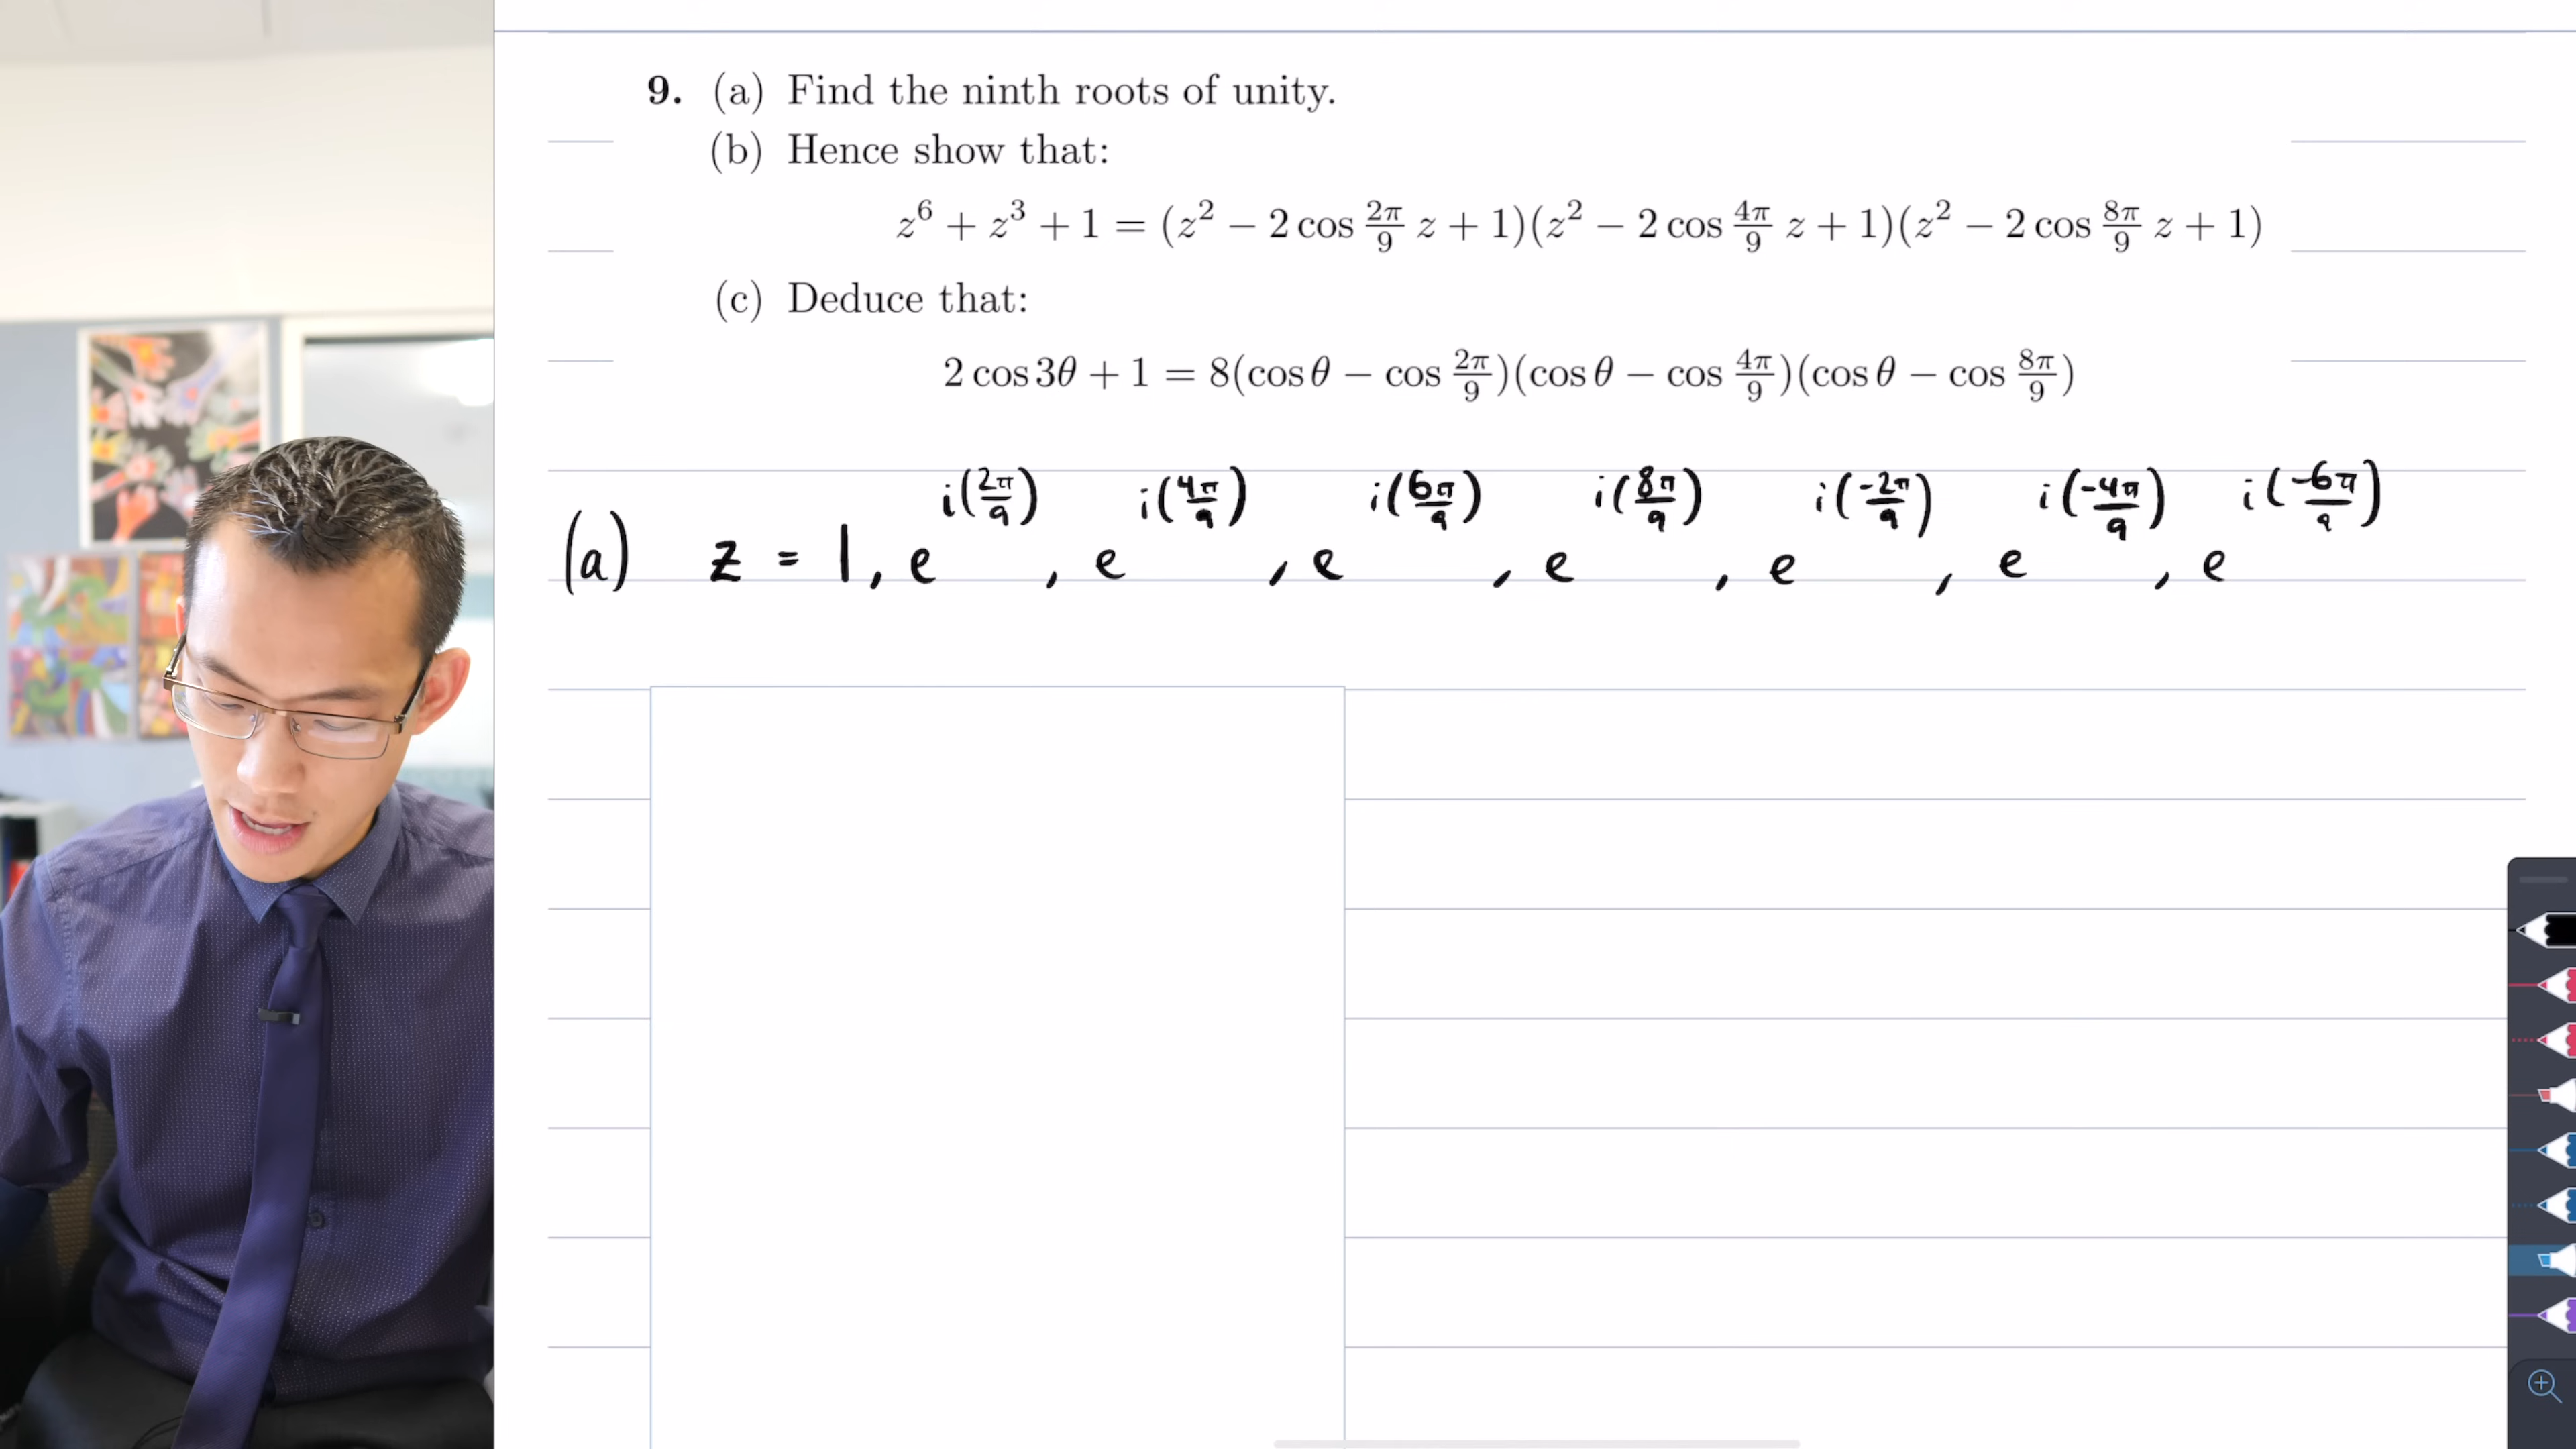 9. (a) Find the ninth roots of unity.
(b) Hence show that:
z⁶ + z³ + 1 = (z² − 2 cos 2π/9 z + 1)(z² − 2 cos 4π/9 z + 1)(z² − 2 cos 8π/9 z + 1)
(c) Deduce that:
2 cos 3θ + 1 = 8(cos θ − cos 2π/9)(cos θ − cos 4π/9)(cos θ − cos 8π/9)
(a) z = 1, e^i(2π/9), e^i(4π/9), e^i(6π/9), e^i(8π/9), e^i(-2π/9), e^i(-4π/9), e^i(-6π/9)